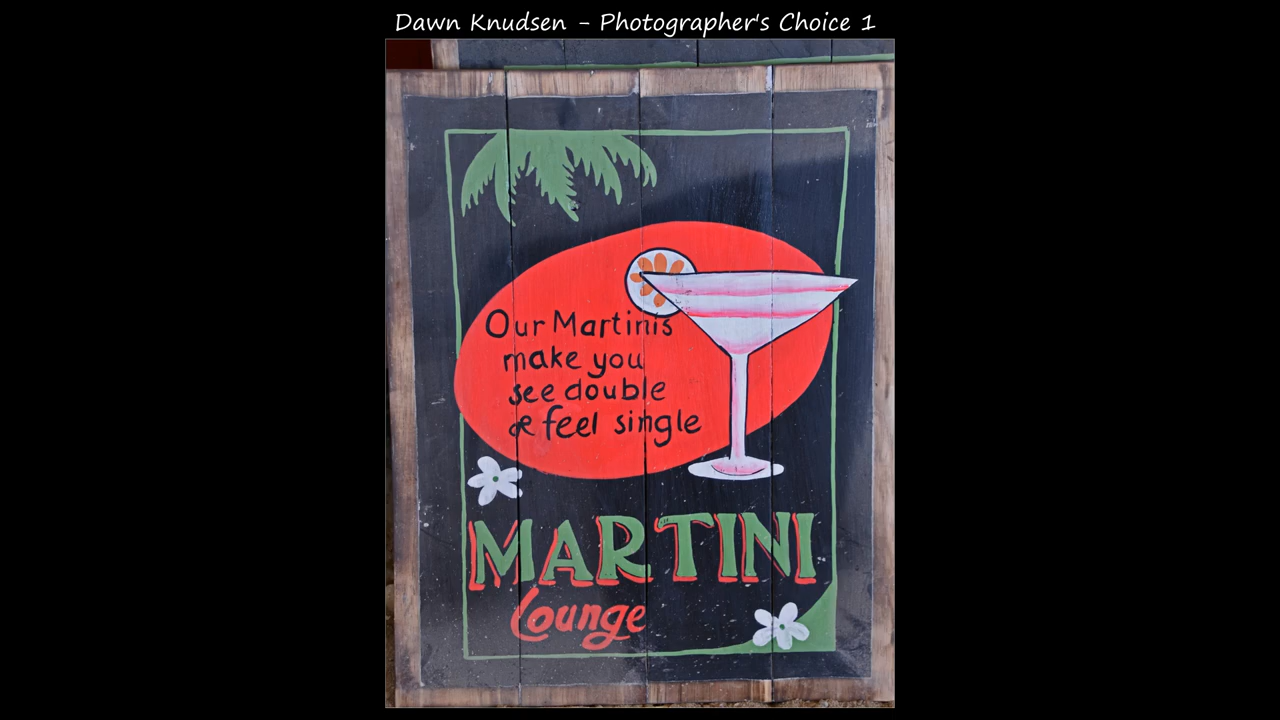 Dawn Knudsen - Photographer's Choice 1
Our Martinis
make you
see double
& feel single
MARTINI
Lounge